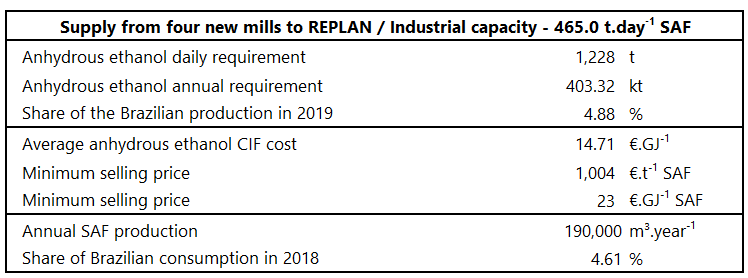 Supply from four new mills to REPLAN / Industrial capacity - 465.0 t.day⁻¹ SAF
Anhydrous ethanol daily requirement 1,228 t
Anhydrous ethanol annual requirement 403.32 kt
Share of the Brazilian production in 2019 4.88 %
Average anhydrous ethanol CIF cost 14.71 €.GJ⁻¹
Minimum selling price 1,004 €.t⁻¹ SAF
Minimum selling price 23 €.GJ⁻¹ SAF
Annual SAF production 190,000 m³.year⁻¹
Share of Brazilian consumption in 2018 4.61 %